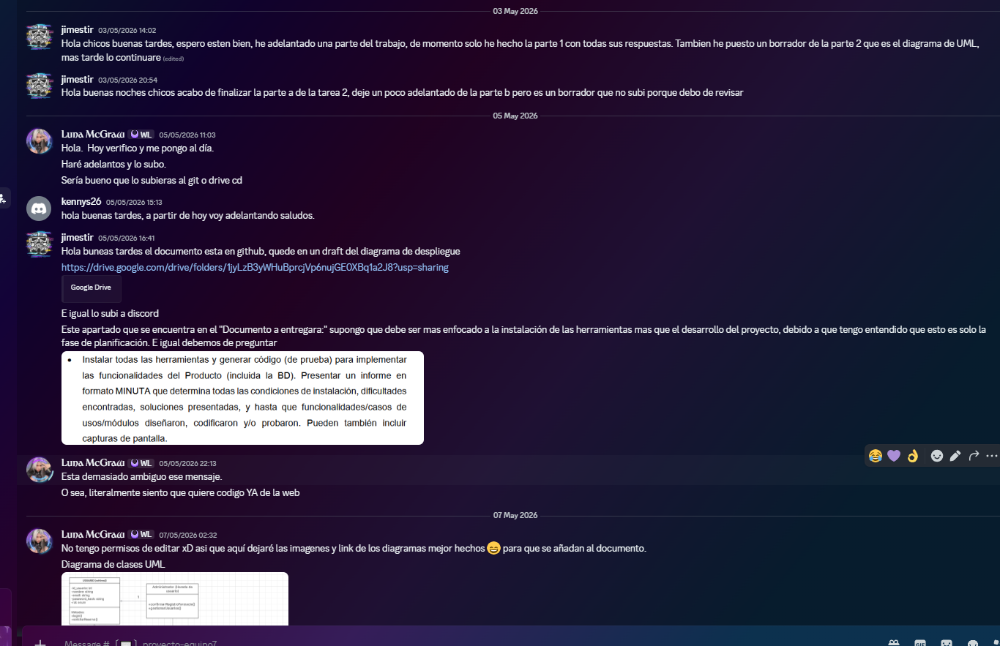 03 May 2026
jimestir 03/05/2026 14:02
Hola chicos buenas tardes, espero esten bien, he adelantado una parte del trabajo, de momento solo he hecho la parte 1 con todas sus respuestas. Tambien he puesto un borrador de la parte 2 que es el diagrama de UML,
mas tarde lo continuare (edited)
jimestir 03/05/2026 20:54
Hola buenas noches chicos acabo de finalizar la parte a de la tarea 2, deje un poco adelantado de la parte b pero es un borrador que no subi porque debo de revisar
05 May 2026
Luna McGraw WL 05/05/2026 11:03
Hola. Hoy verifico y me pongo al día.
Haré adelantos y lo subo.
Sería bueno que lo subieras al git o drive cd
kennys26 05/05/2026 15:13
hola buenas tardes, a partir de hoy voy adelantando saludos.
jimestir 05/05/2026 16:41
Hola buneas tardes el documento esta en github, quede en un draft del diagrama de despliegue
https://drive.google.com/drive/folders/1jyLzB3yWHuBprcjVp6nujGE0XBq1a2J8?usp=sharing
Google Drive
E igual lo subi a discord
Este apartado que se encuentra en el "Documento a entregara:" supongo que debe ser mas enfocado a la instalación de las herramientas mas que el desarrollo del proyecto, debido a que tengo entendido que esto es solo la
fase de planificación. E igual debemos de preguntar
• Instalar todas las herramientas y generar código (de prueba) para implementar
las funcionalidades del Producto (incluida la BD). Presentar un informe en
formato MINUTA que determina todas las condiciones de instalación, dificultades
encontradas, soluciones presentadas, y hasta que funcionalidades/casos de
usos/módulos diseñaron, codificaron y/o probaron. Pueden también incluir
capturas de pantalla.
Luna McGraw WL 05/05/2026 22:13
Esta demasiado ambiguo ese mensaje.
O sea, literalmente siento que quiere codigo YA de la web
07 May 2026
Luna McGraw WL 07/05/2026 02:32
No tengo permisos de editar xD asi que aquí dejaré las imagenes y link de los diagramas mejor hechos 😄 para que se añadan al documento.
Diagrama de clases UML
Administrador (Hereda de
usuario)
1
+gestionarUsuarios()
Message #
proyecto-equipo7
GIF